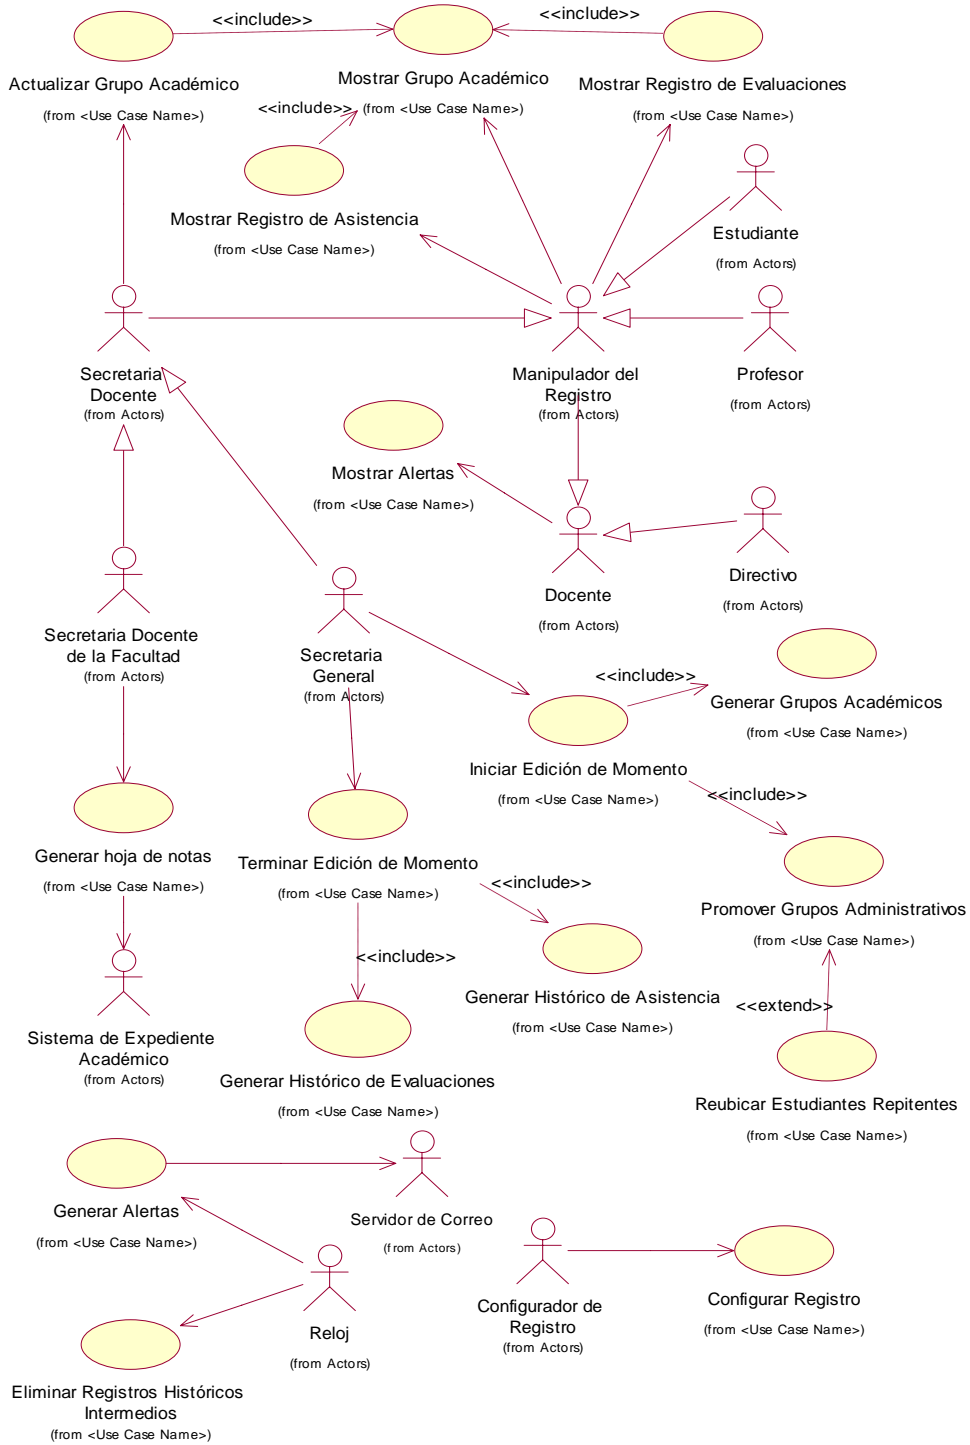 <<include>>
<<include>>
Actualizar Grupo Académico
(from <Use Case Name>)
Mostrar Grupo Académico
(from <Use Case Name>)
Mostrar Registro de Evaluaciones
(from <Use Case Name>)
<<include>>
Mostrar Registro de Asistencia
(from <Use Case Name>)
Estudiante
(from Actors)
Secretaria
Docente
(from Actors)
Manipulador del
Registro
(from Actors)
Profesor
(from Actors)
Mostrar Alertas
(from <Use Case Name>)
Docente
(from Actors)
Directivo
(from Actors)
Secretaria Docente
de la Facultad
(from Actors)
Secretaria
General
(from Actors)
<<include>>
Generar Grupos Académicos
(from <Use Case Name>)
Iniciar Edición de Momento
(from <Use Case Name>)
<<include>>
Generar hoja de notas
(from <Use Case Name>)
Terminar Edición de Momento
(from <Use Case Name>)
<<include>>
Promover Grupos Administrativos
(from <Use Case Name>)
<<include>>
Generar Histórico de Asistencia
(from <Use Case Name>)
<<extend>>
Sistema de Expediente
Académico
(from Actors)
Generar Histórico de Evaluaciones
(from <Use Case Name>)
Reubicar Estudiantes Repitentes
(from <Use Case Name>)
Generar Alertas
(from <Use Case Name>)
Servidor de Correo
(from Actors)
Reloj
(from Actors)
Configurador de
Registro
(from Actors)
Configurar Registro
(from <Use Case Name>)
Eliminar Registros Históricos
Intermedios
(from <Use Case Name>)